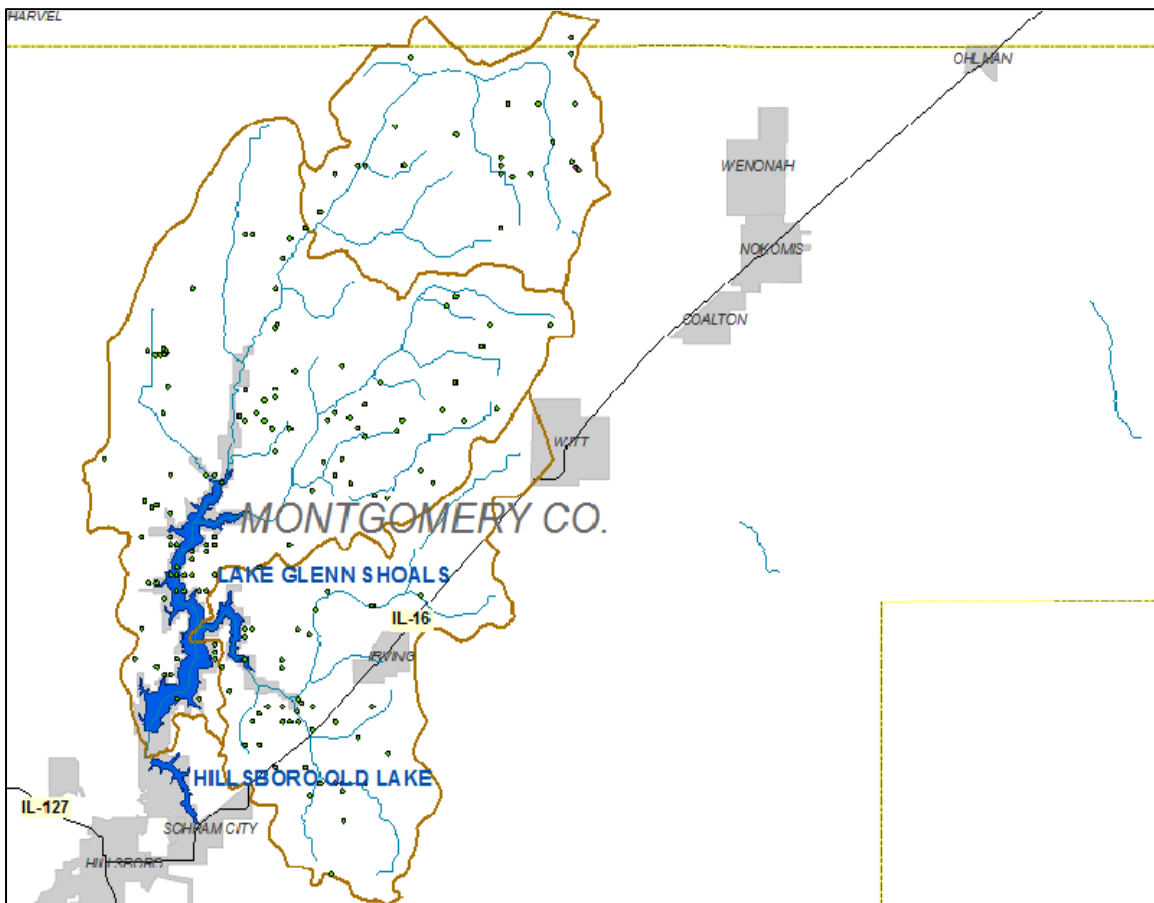 HARVEL
OHLMAN
WENONAH
NOKOMIS
COALTON
WITT
MONTGOMERY CO.
LAKE GLENN SHOALS
IL-16
IRVING
HILLSBORO OLD LAKE
IL-127
SCHRAM CITY
HILLSBORO